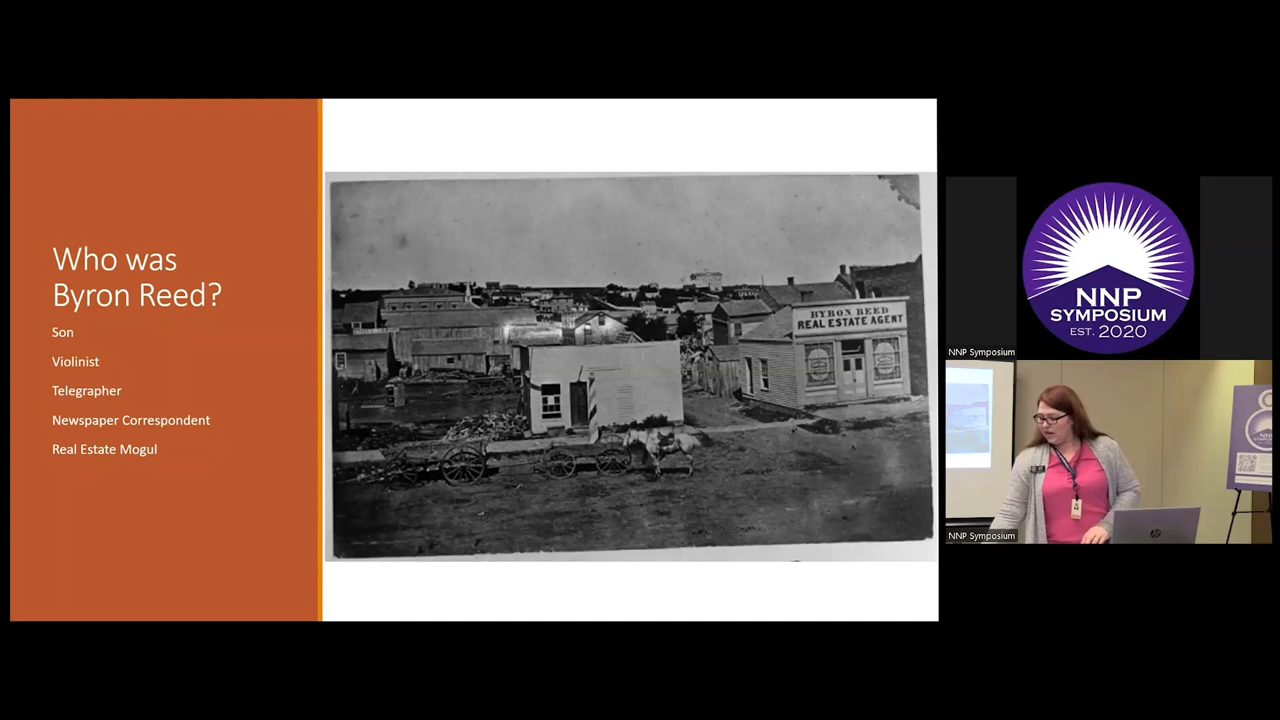 Who was
Byron Reed?
Son
Violinist
Telegrapher
Newspaper Correspondent
Real Estate Mogul
BYRON REED
REAL ESTATE AGENT
NNP
SYMPOSIUM
EST. 2020
NNP Symposium
NNP Symposium
hp